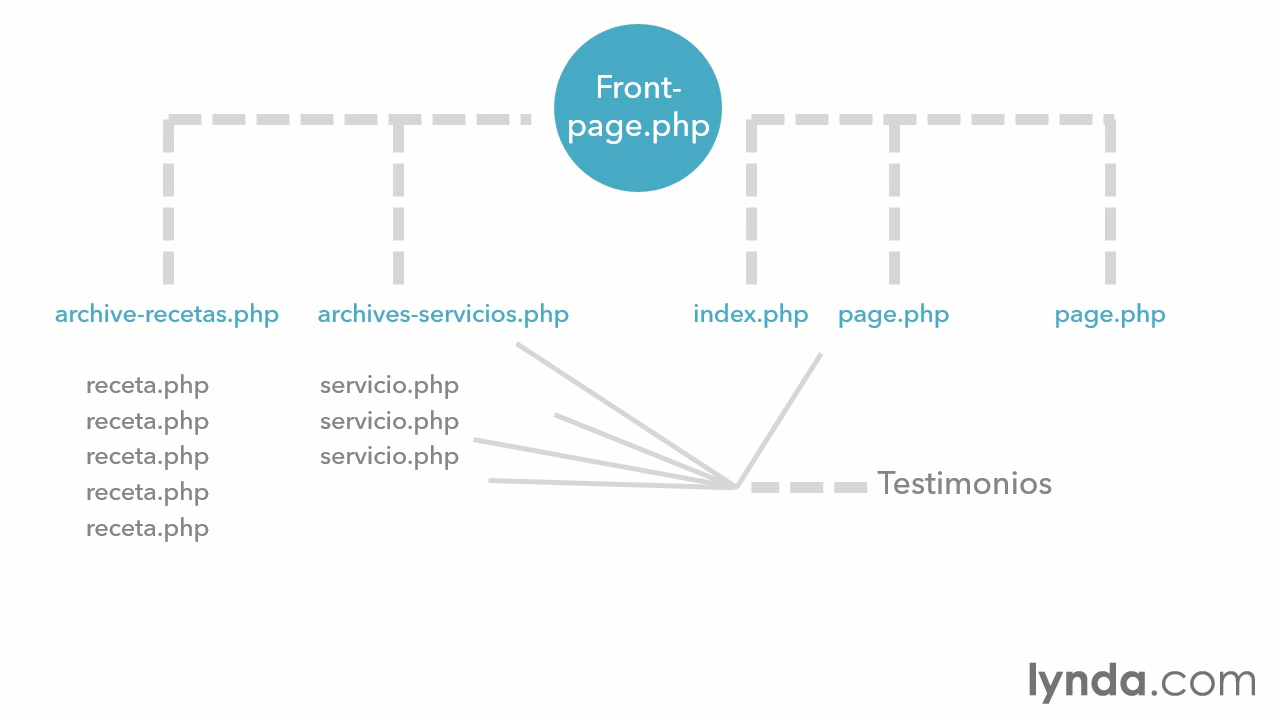 Front-
page.php
archive-recetas.php
archives-servicios.php
index.php
page.php
page.php
receta.php
receta.php
receta.php
receta.php
receta.php
servicio.php
servicio.php
servicio.php
Testimonios
lynda.com